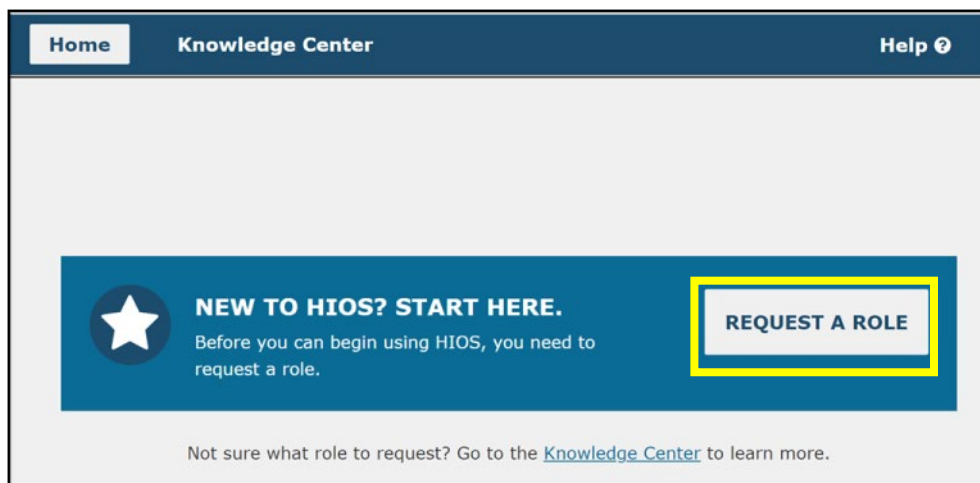 Home Knowledge Center Help ?
NEW TO HIOS? START HERE.
Before you can begin using HIOS, you need to
request a role.
REQUEST A ROLE
Not sure what role to request? Go to the Knowledge Center to learn more.